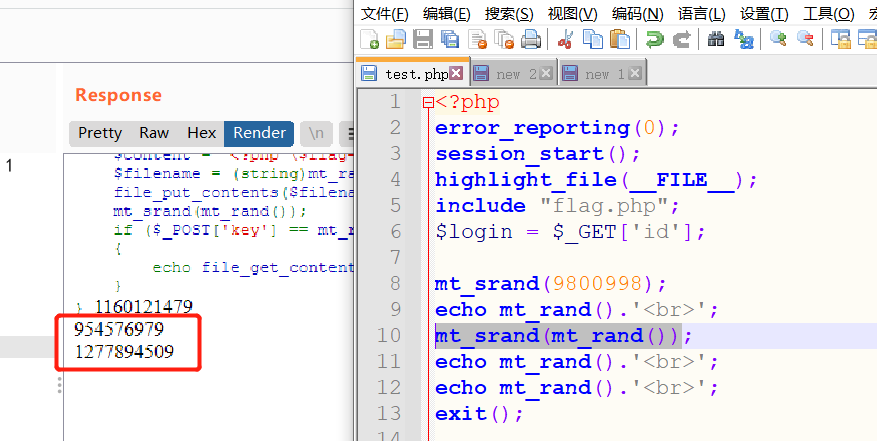 文件(F) 编辑(E) 搜索(S) 视图(V) 编码(N) 语言(L) 设置(T) 工具(O)
test.php new 2 new 1
Response
Pretty Raw Hex Render \n
1
$content = "<?php \$flag=
$filename = (string)mt_ra
file_put_contents($filena
mt_srand(mt_rand());
if ($_POST['key'] == mt_r
{
echo file_get_conten
}
} 1160121479
954576979
1277894509
1 <?php
2 error_reporting(0);
3 session_start();
4 highlight_file(__FILE__);
5 include "flag.php";
6 $login = $_GET['id'];
7
8 mt_srand(9800998);
9 echo mt_rand().'<br>';
10 mt_srand(mt_rand());
11 echo mt_rand().'<br>';
12 echo mt_rand().'<br>';
13 exit();
14